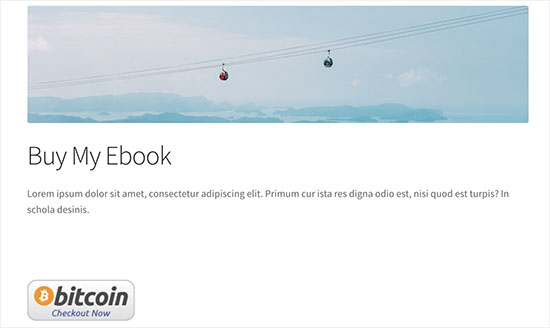 Buy My Ebook
Lorem ipsum dolor sit amet, consectetur adipiscing elit. Primum cur ista res digna odio est, nisi quod est turpis? In
schola desinis.
bitcoin
Checkout Now